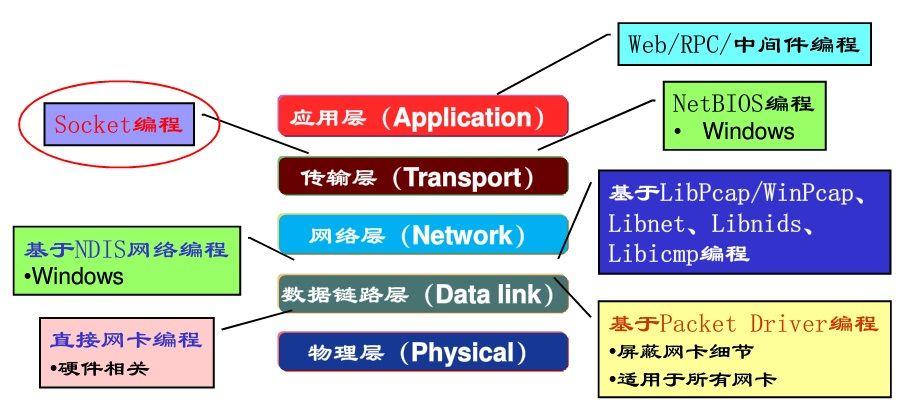 Web/RPC/中间件编程
Socket编程
应用层（Application）
NetBIOS编程
• Windows
传输层（Transport）
基于LibPcap/WinPcap、
Libnet、Libnids、
Libicmp编程
网络层（Network）
基于NDIS网络编程
•Windows
数据链路层（Data link）
直接网卡编程
•硬件相关
物理层（Physical）
基于Packet Driver编程
•屏蔽网卡细节
•适用于所有网卡